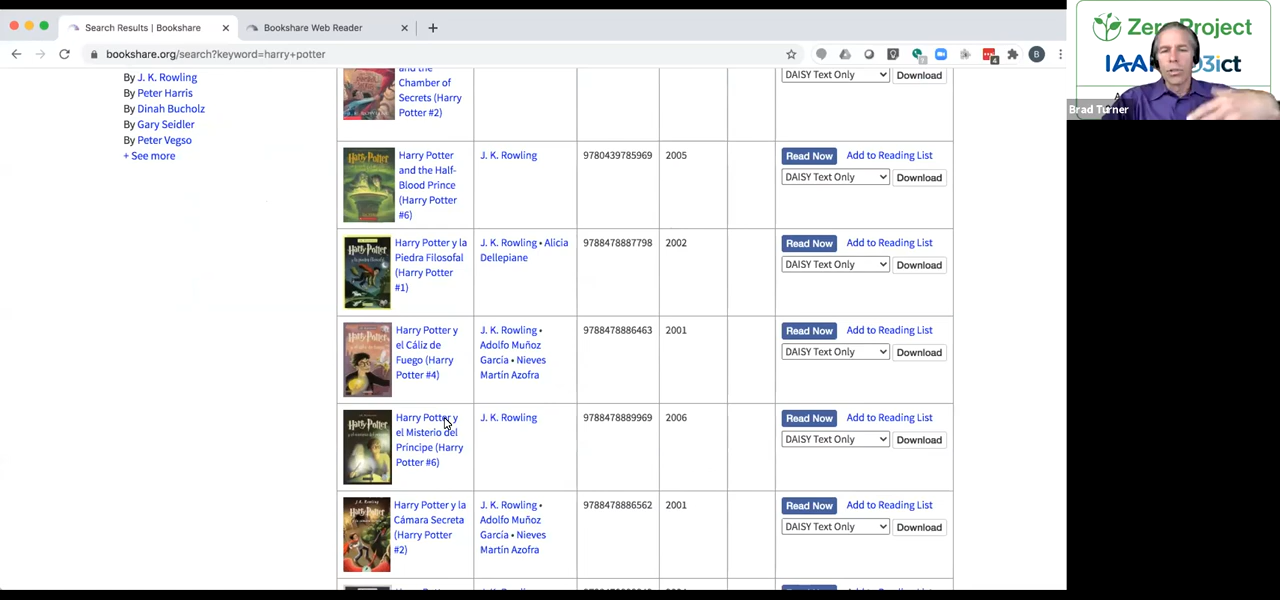 Search Results | Bookshare
Bookshare Web Reader
bookshare.org/search?keyword=harry+potter
B
By J. K. Rowling
By Peter Harris
By Dinah Bucholz
By Gary Seidler
By Peter Vegso
+ See more
and the
Chamber of
Secrets (Harry
Potter #2)
DAISY Text Only
Download
Harry Potter
and the Half-
Blood Prince
(Harry Potter
#6)
J. K. Rowling
9780439785969
2005
Read Now
Add to Reading List
DAISY Text Only
Download
Harry Potter y la
Piedra Filosofal
(Harry Potter
#1)
J. K. Rowling • Alicia
Dellepiane
9788478887798
2002
Read Now
Add to Reading List
DAISY Text Only
Download
Harry Potter y
el Cáliz de
Fuego (Harry
Potter #4)
J. K. Rowling •
Adolfo Muñoz
García • Nieves
Martín Azofra
9788478886463
2001
Read Now
Add to Reading List
DAISY Text Only
Download
Harry Potter y
el Misterio del
Príncipe (Harry
Potter #6)
J. K. Rowling
9788478889969
2006
Read Now
Add to Reading List
DAISY Text Only
Download
Harry Potter y la
Cámara Secreta
(Harry Potter
#2)
J. K. Rowling •
Adolfo Muñoz
García • Nieves
Martín Azofra
9788478886562
2001
Read Now
Add to Reading List
DAISY Text Only
Download
Brad Turner